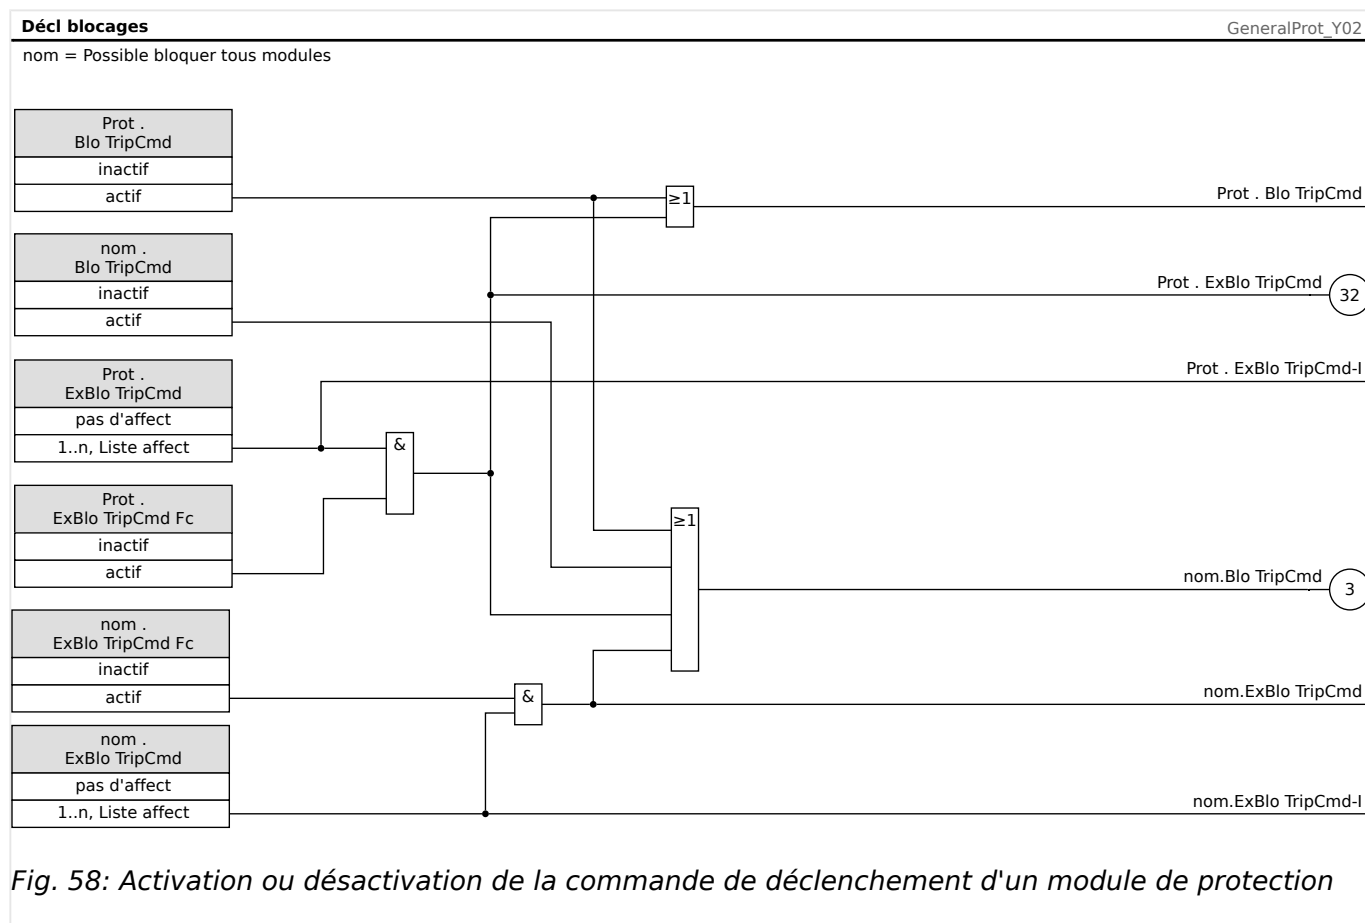 Décl blocages
GeneralProt_Y02
nom = Possible bloquer tous modules
Prot .
Blo TripCmd
inactif
actif
≥1
Prot . Blo TripCmd
nom .
Blo TripCmd
inactif
actif
Prot . ExBlo TripCmd
32
Prot .
ExBlo TripCmd
pas d'affect
1..n, Liste affect
Prot . ExBlo TripCmd-I
&
Prot .
ExBlo TripCmd Fc
inactif
actif
≥1
nom.Blo TripCmd
3
nom .
ExBlo TripCmd Fc
inactif
actif
&
nom.ExBlo TripCmd
nom .
ExBlo TripCmd
pas d'affect
1..n, Liste affect
nom.ExBlo TripCmd-I
Fig. 58: Activation ou désactivation de la commande de déclenchement d'un module de protection